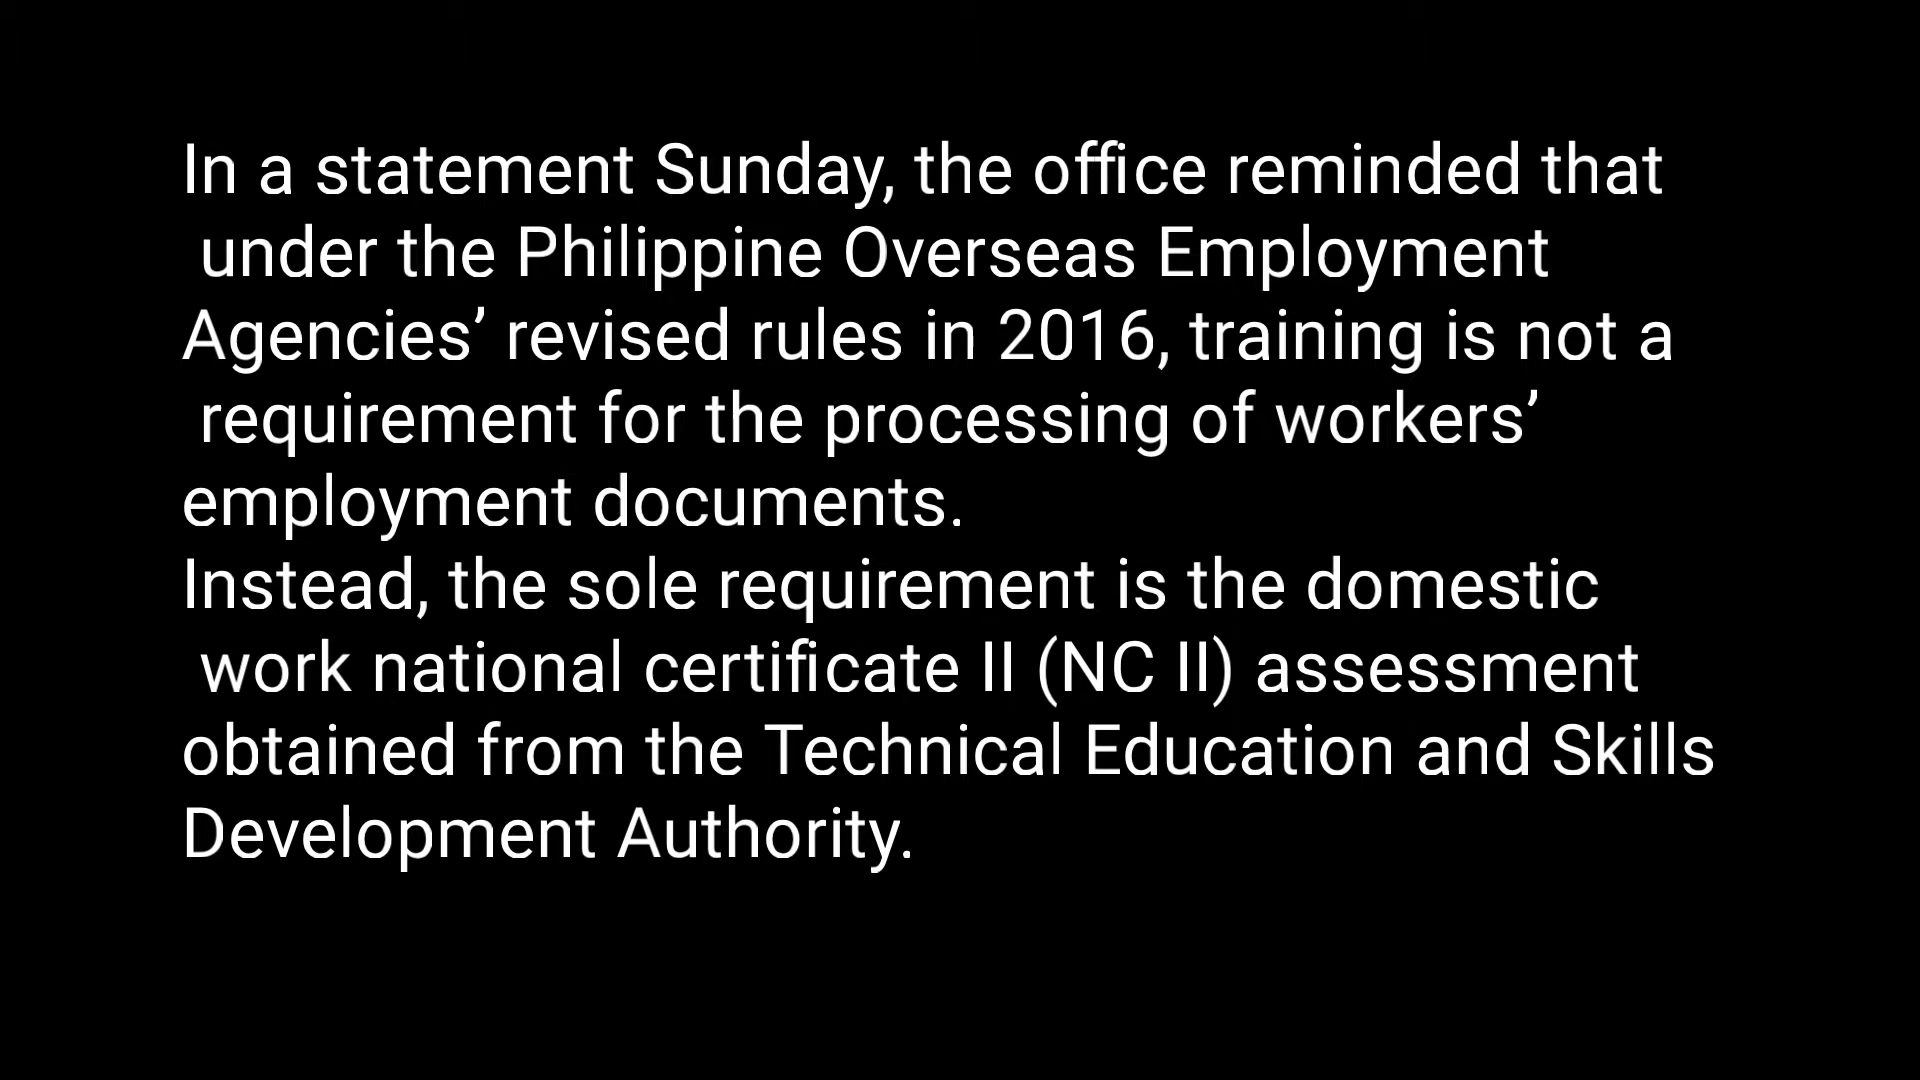 In a statement Sunday, the office reminded that
under the Philippine Overseas Employment
Agencies’ revised rules in 2016, training is not a
requirement for the processing of workers’
employment documents.
Instead, the sole requirement is the domestic
work national certificate II (NC II) assessment
obtained from the Technical Education and Skills
Development Authority.